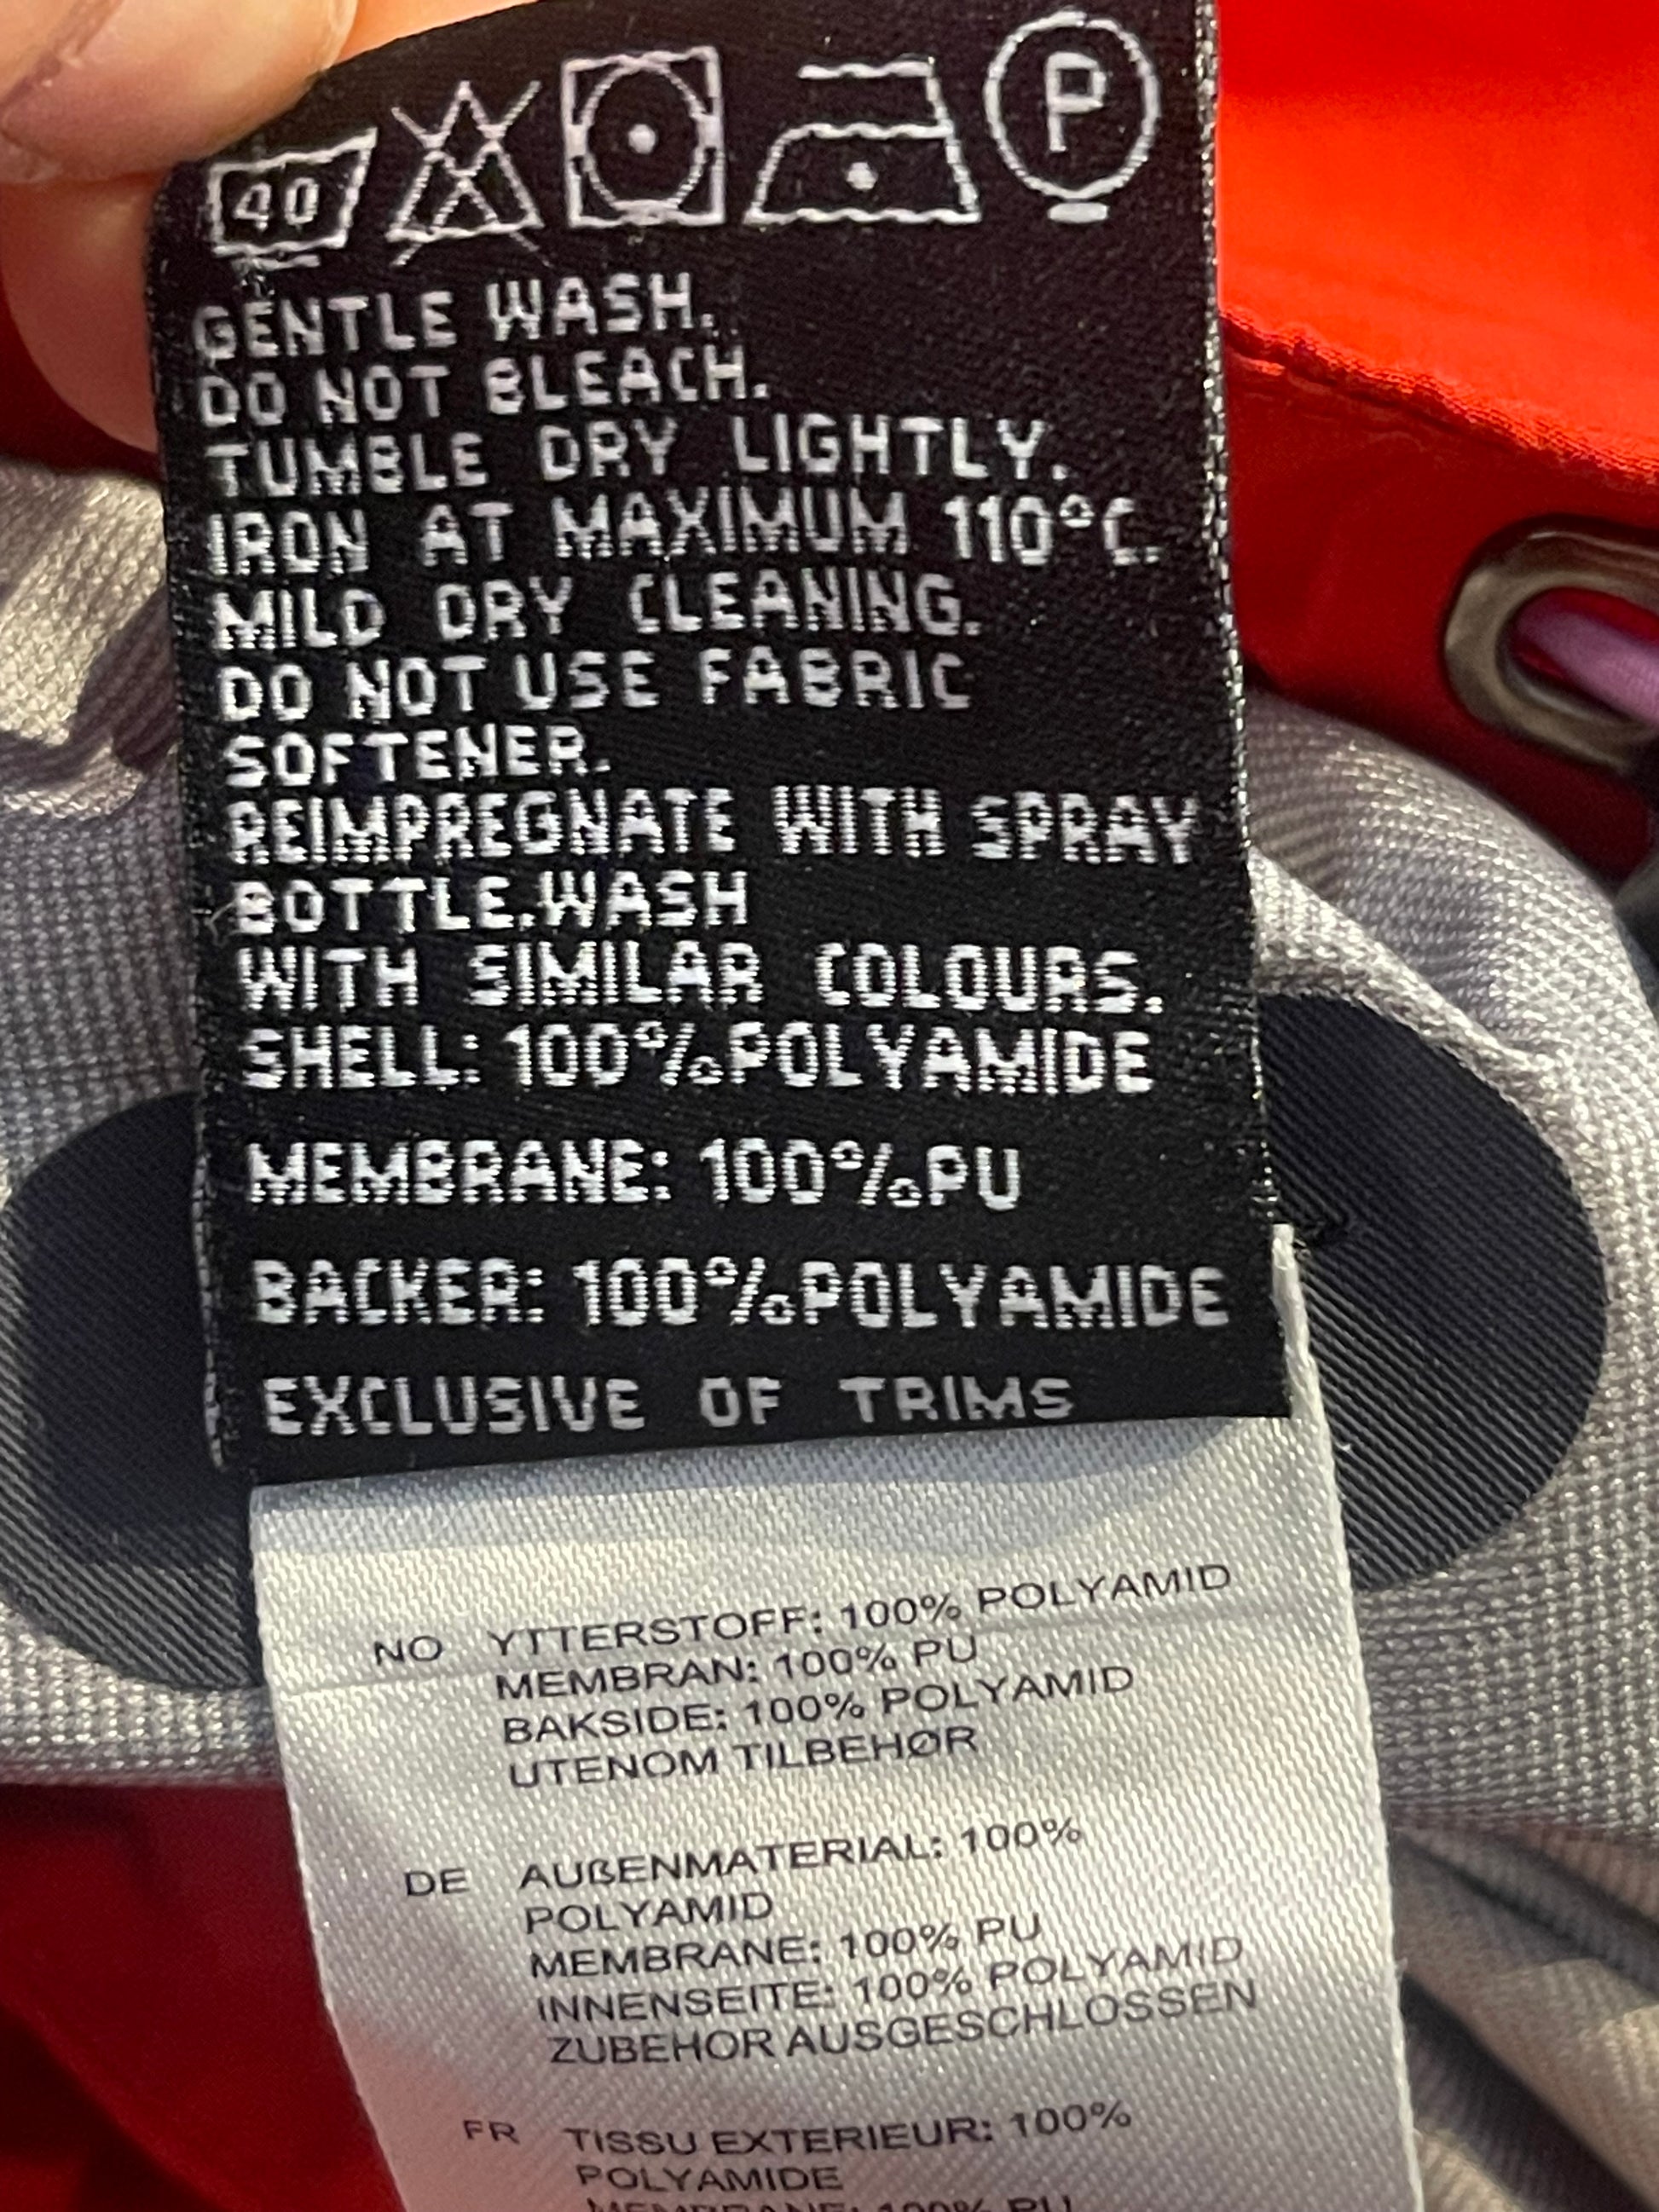 40 P
GENTLE WASH.
DO NOT BLEACH.
TUMBLE DRY LIGHTLY.
IRON AT MAXIMUM 110°C.
MILD DRY CLEANING.
DO NOT USE FABRIC
SOFTENER.
REIMPREGNATE WITH SPRAY
BOTTLE.WASH
WITH SIMILAR COLOURS.
SHELL: 100%POLYAMIDE
MEMBRANE: 100%PU
BACKER: 100%POLYAMIDE
EXCLUSIVE OF TRIMS
NO YTTERSTOFF: 100% POLYAMID
MEMBRAN: 100% PU
BAKSIDE: 100% POLYAMID
UTENOM TILBEHØR
DE AUßENMATERIAL: 100%
POLYAMID
MEMBRANE: 100% PU
INNENSEITE: 100% POLYAMID
ZUBEHOR AUSGESCHLOSSEN
FR TISSU EXTERIEUR: 100%
POLYAMIDE
MEMBRANE: 100% PU